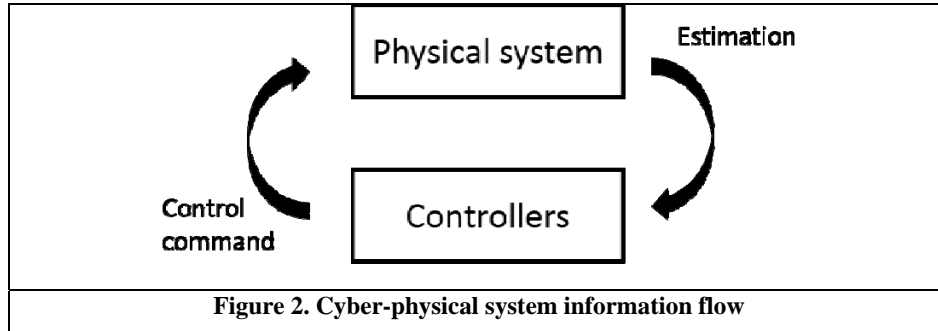 Physical system
Estimation
Control
command
Controllers
Figure 2. Cyber-physical system information flow